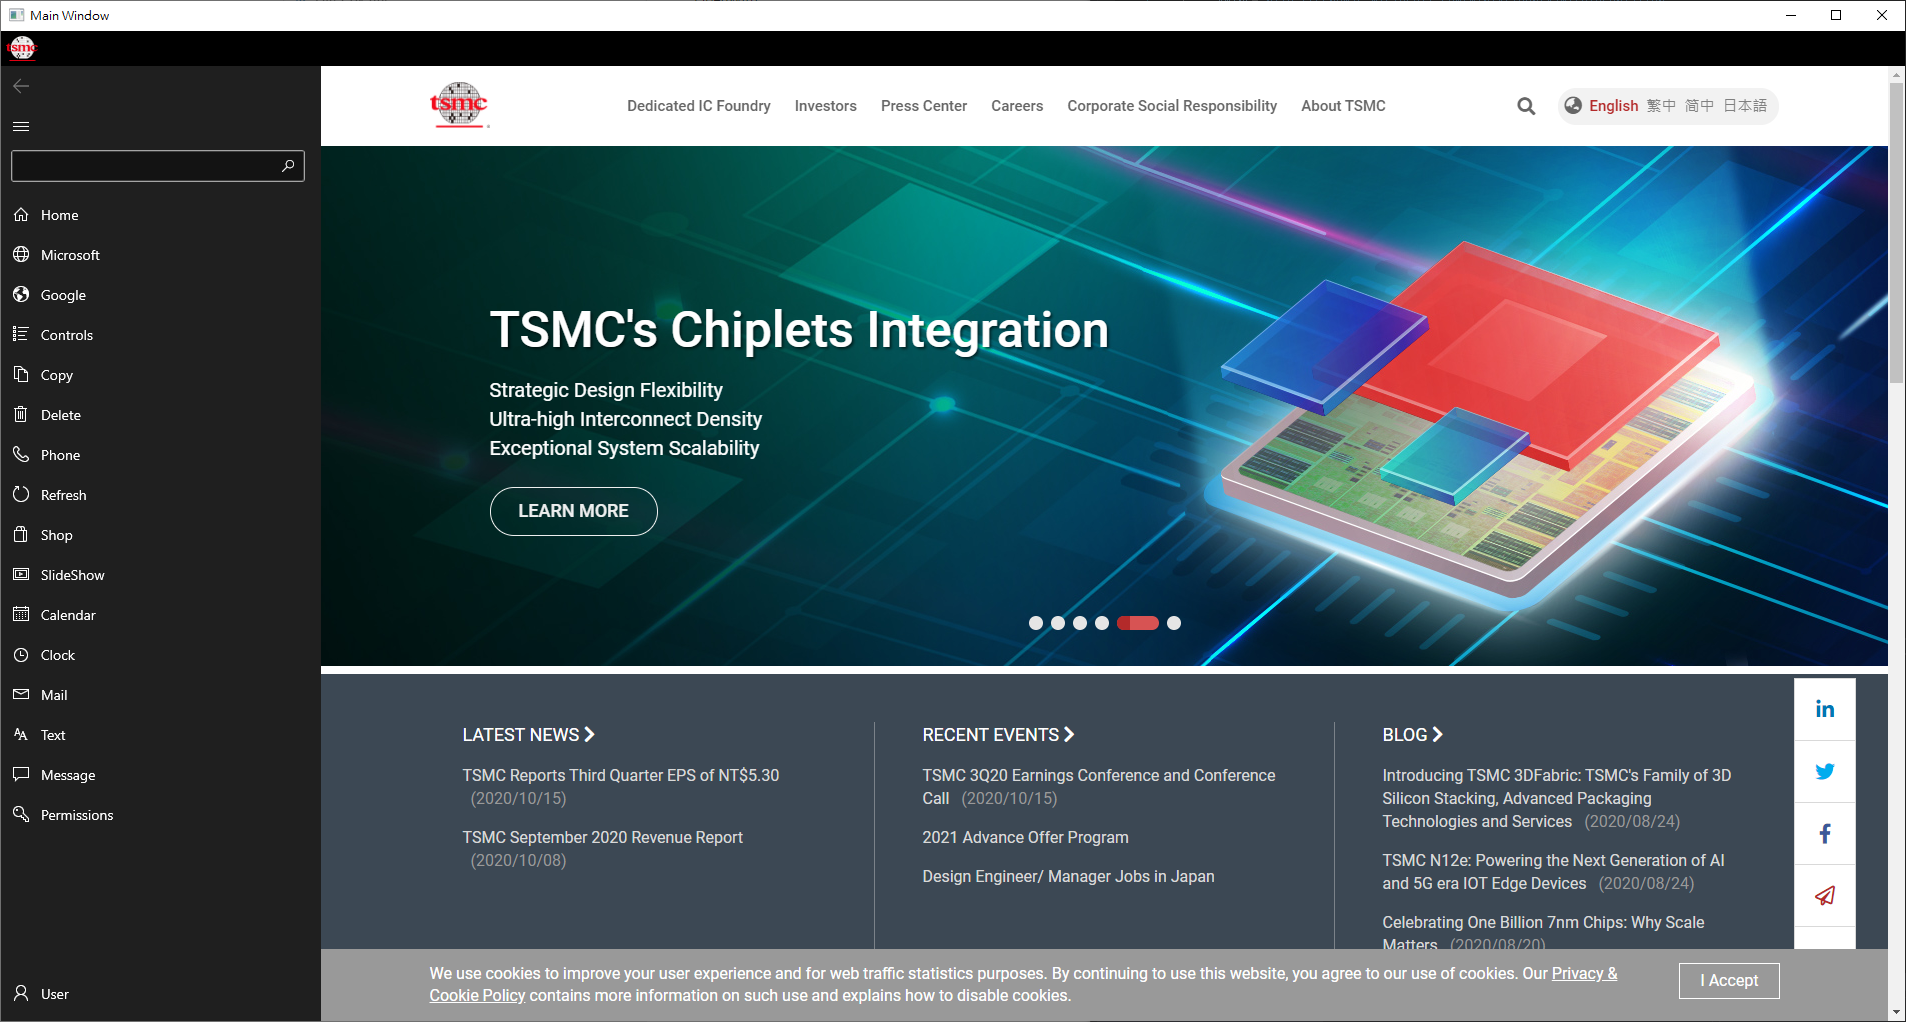 Main Window
tsmc
Home
Microsoft
Google
Controls
Copy
Delete
Phone
Refresh
Shop
SlideShow
Calendar
Clock
Mail
Text
Message
Permissions
User
tsmc
Dedicated IC Foundry Investors Press Center Careers Corporate Social Responsibility About TSMC
English 繁中 简中 日本語
TSMC's Chiplets Integration
Strategic Design Flexibility
Ultra-high Interconnect Density
Exceptional System Scalability
LEARN MORE
LATEST NEWS
TSMC Reports Third Quarter EPS of NT$5.30
(2020/10/15)
TSMC September 2020 Revenue Report
(2020/10/08)
RECENT EVENTS
TSMC 3Q20 Earnings Conference and Conference
Call (2020/10/15)
2021 Advance Offer Program
Design Engineer/ Manager Jobs in Japan
BLOG
Introducing TSMC 3DFabric: TSMC's Family of 3D
Silicon Stacking, Advanced Packaging
Technologies and Services (2020/08/24)
TSMC N12e: Powering the Next Generation of AI
and 5G era IOT Edge Devices (2020/08/24)
Celebrating One Billion 7nm Chips: Why Scale
Matters (2020/08/20)
in
f
We use cookies to improve your user experience and for web traffic statistics purposes. By continuing to use this website, you agree to our use of cookies. Our Privacy &
Cookie Policy contains more information on such use and explains how to disable cookies.
I Accept